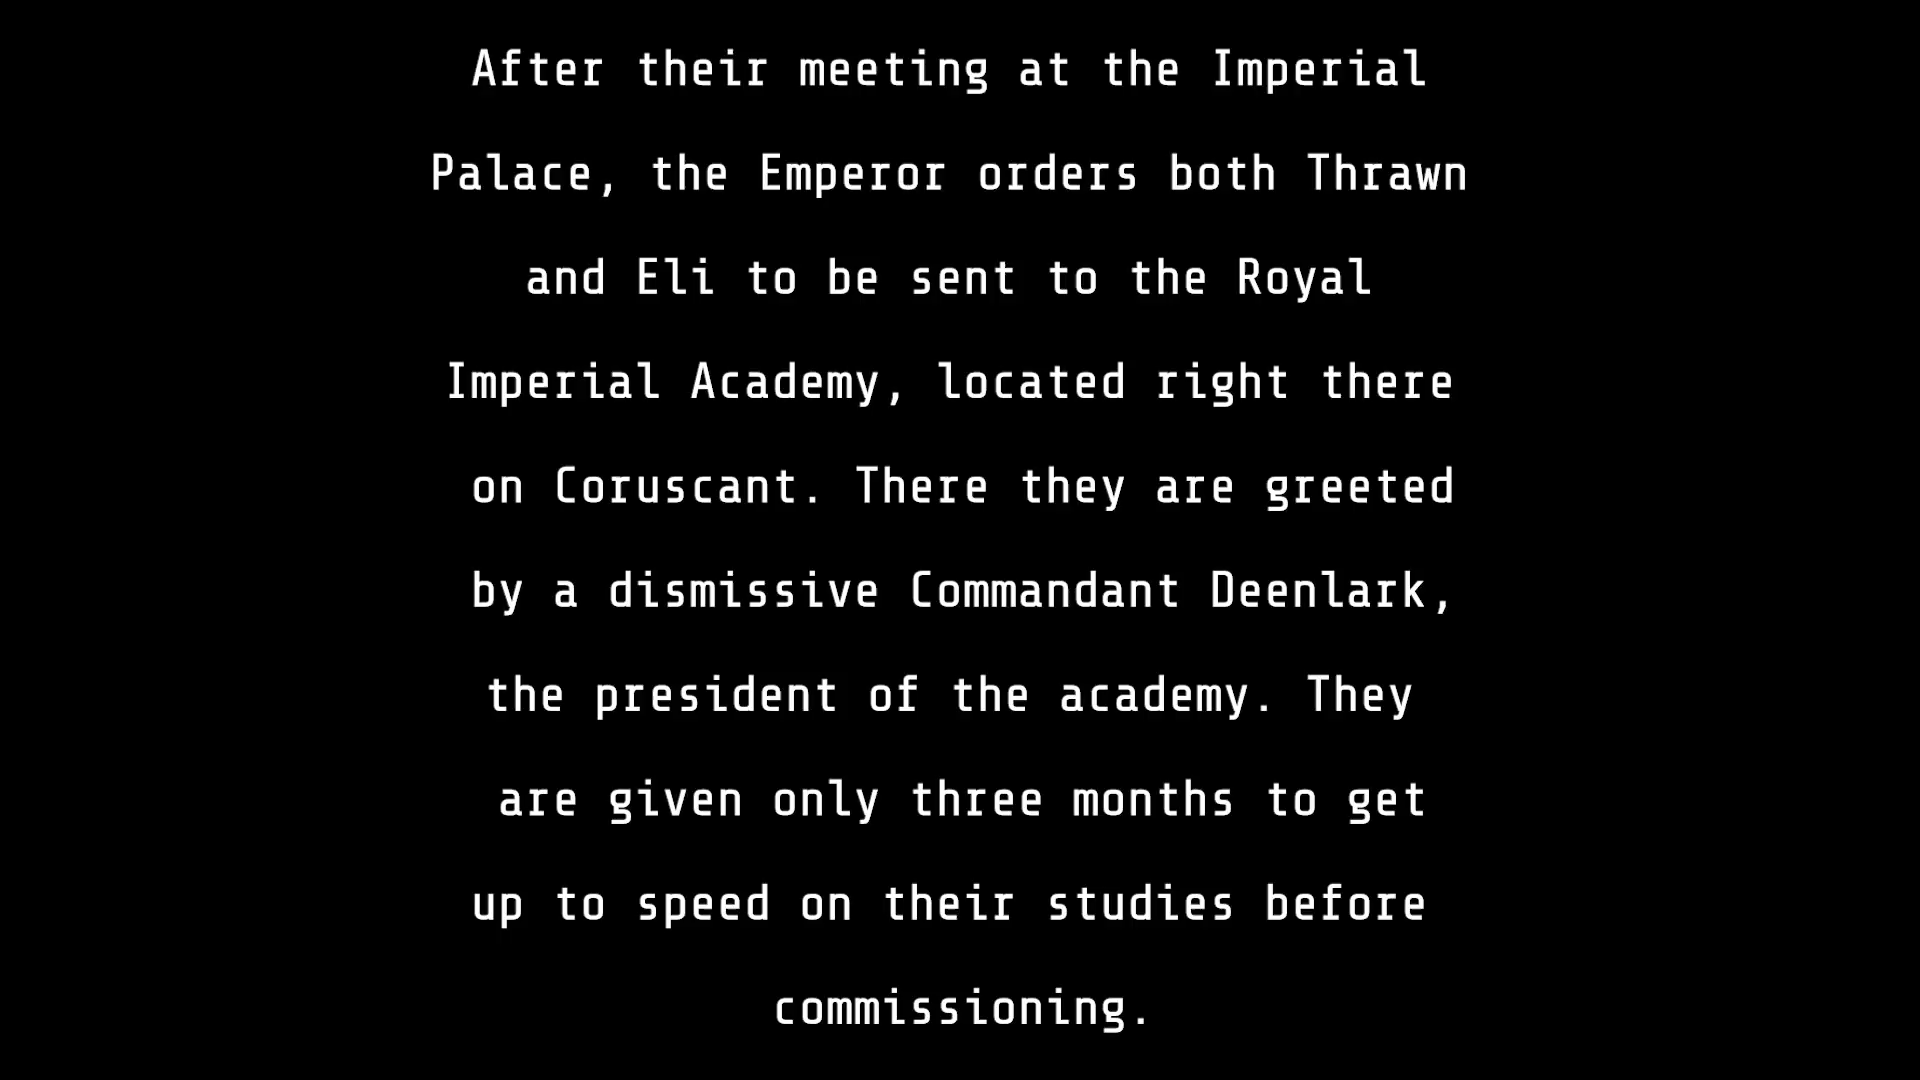 After their meeting at the Imperial
Palace, the Emperor orders both Thrawn
and Eli to be sent to the Royal
Imperial Academy, located right there
on Coruscant. There they are greeted
by a dismissive Commandant Deenlark,
the president of the academy. They
are given only three months to get
up to speed on their studies before
commissioning.